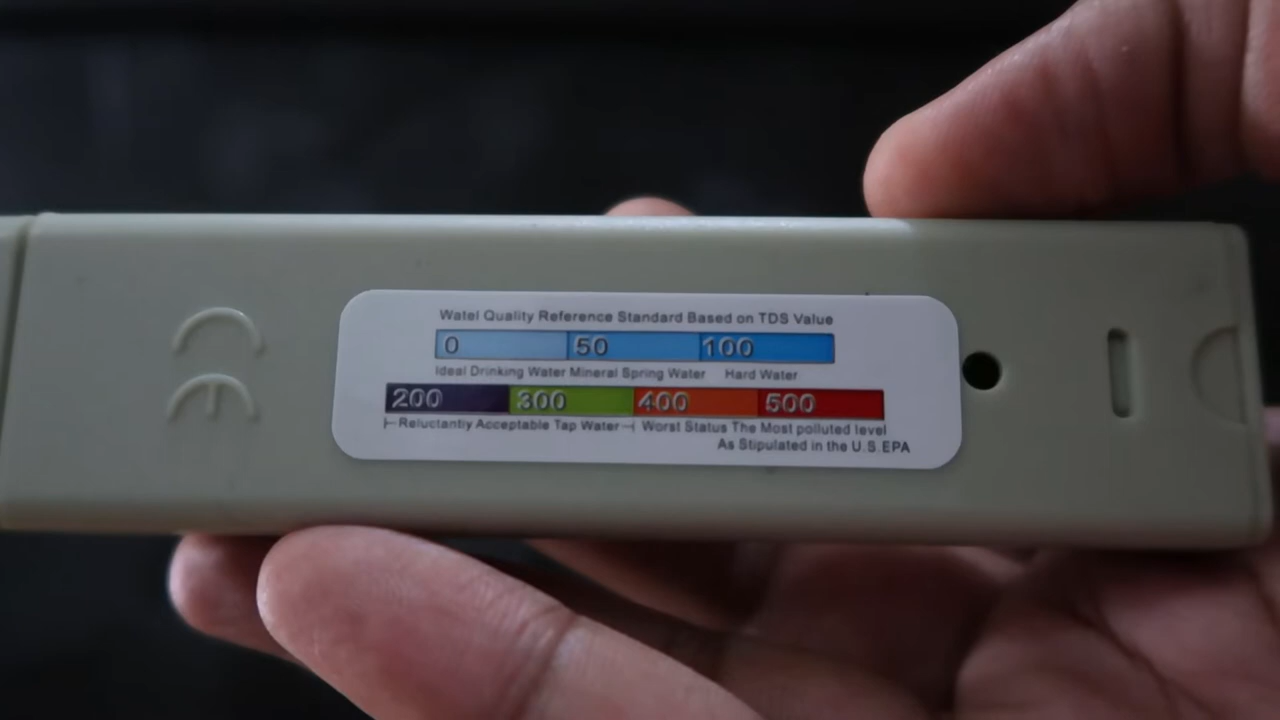 CE
Watel Quality Reference Standard Based on TDS Value
0 50 100
Ideal Drinking Water Mineral Spring Water Hard Water
200 300 400 500
Reluctantly Acceptable Tap Water Worst Status The Most polluted level
As Stipulated in the U.S.EPA